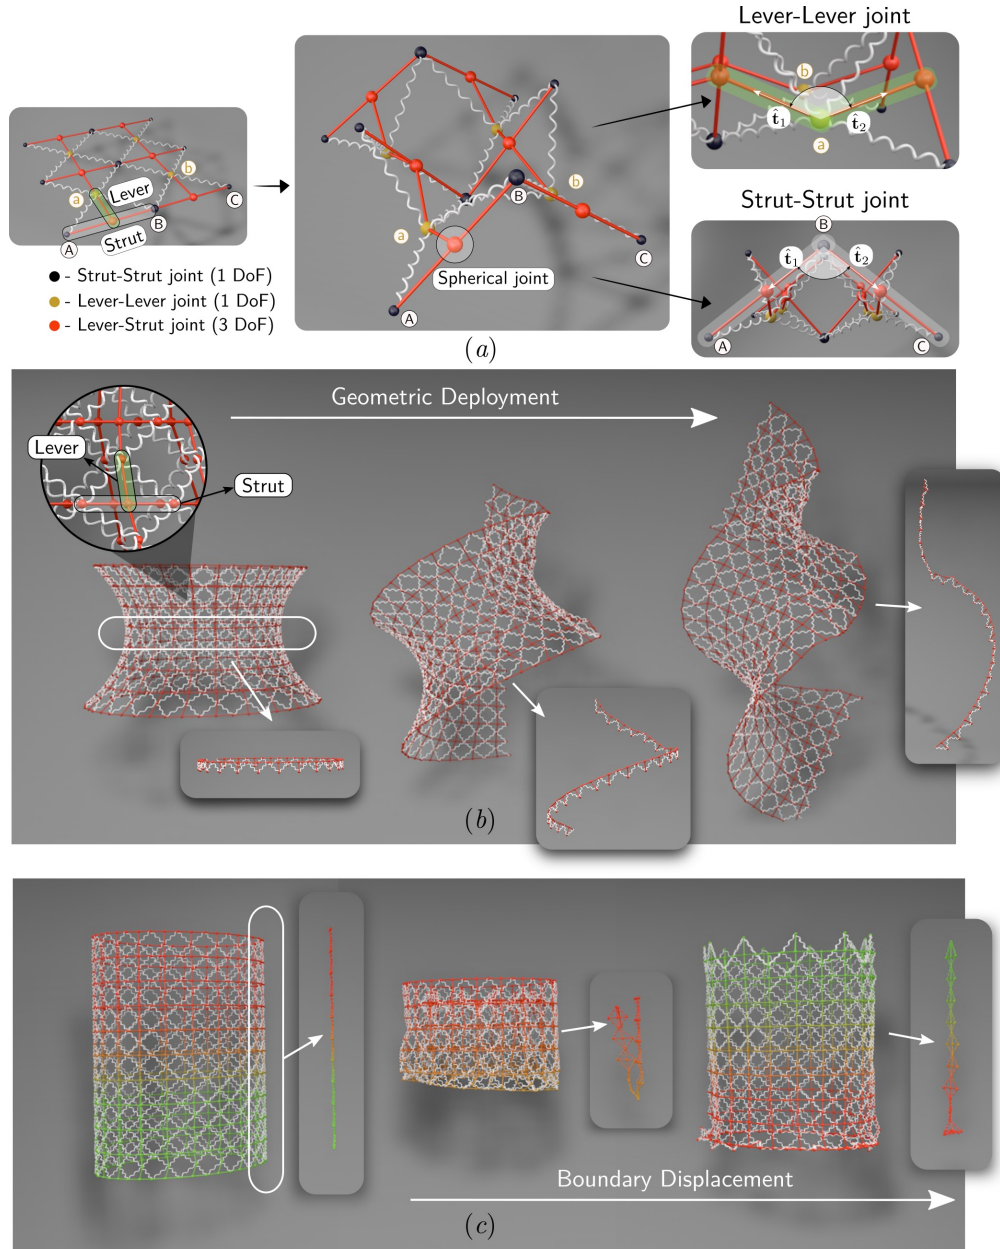 Lever-Lever joint
b
t̂₁
t̂₂
a
b
a
Lever
Strut
A
B
C
a
b
B
Spherical joint
A
C
Strut-Strut joint
B
t̂₁
t̂₂
A
C
- Strut-Strut joint (1 DoF)
- Lever-Lever joint (1 DoF)
- Lever-Strut joint (3 DoF)
(a)
Geometric Deployment
Lever
Strut
(b)
Boundary Displacement
(c)